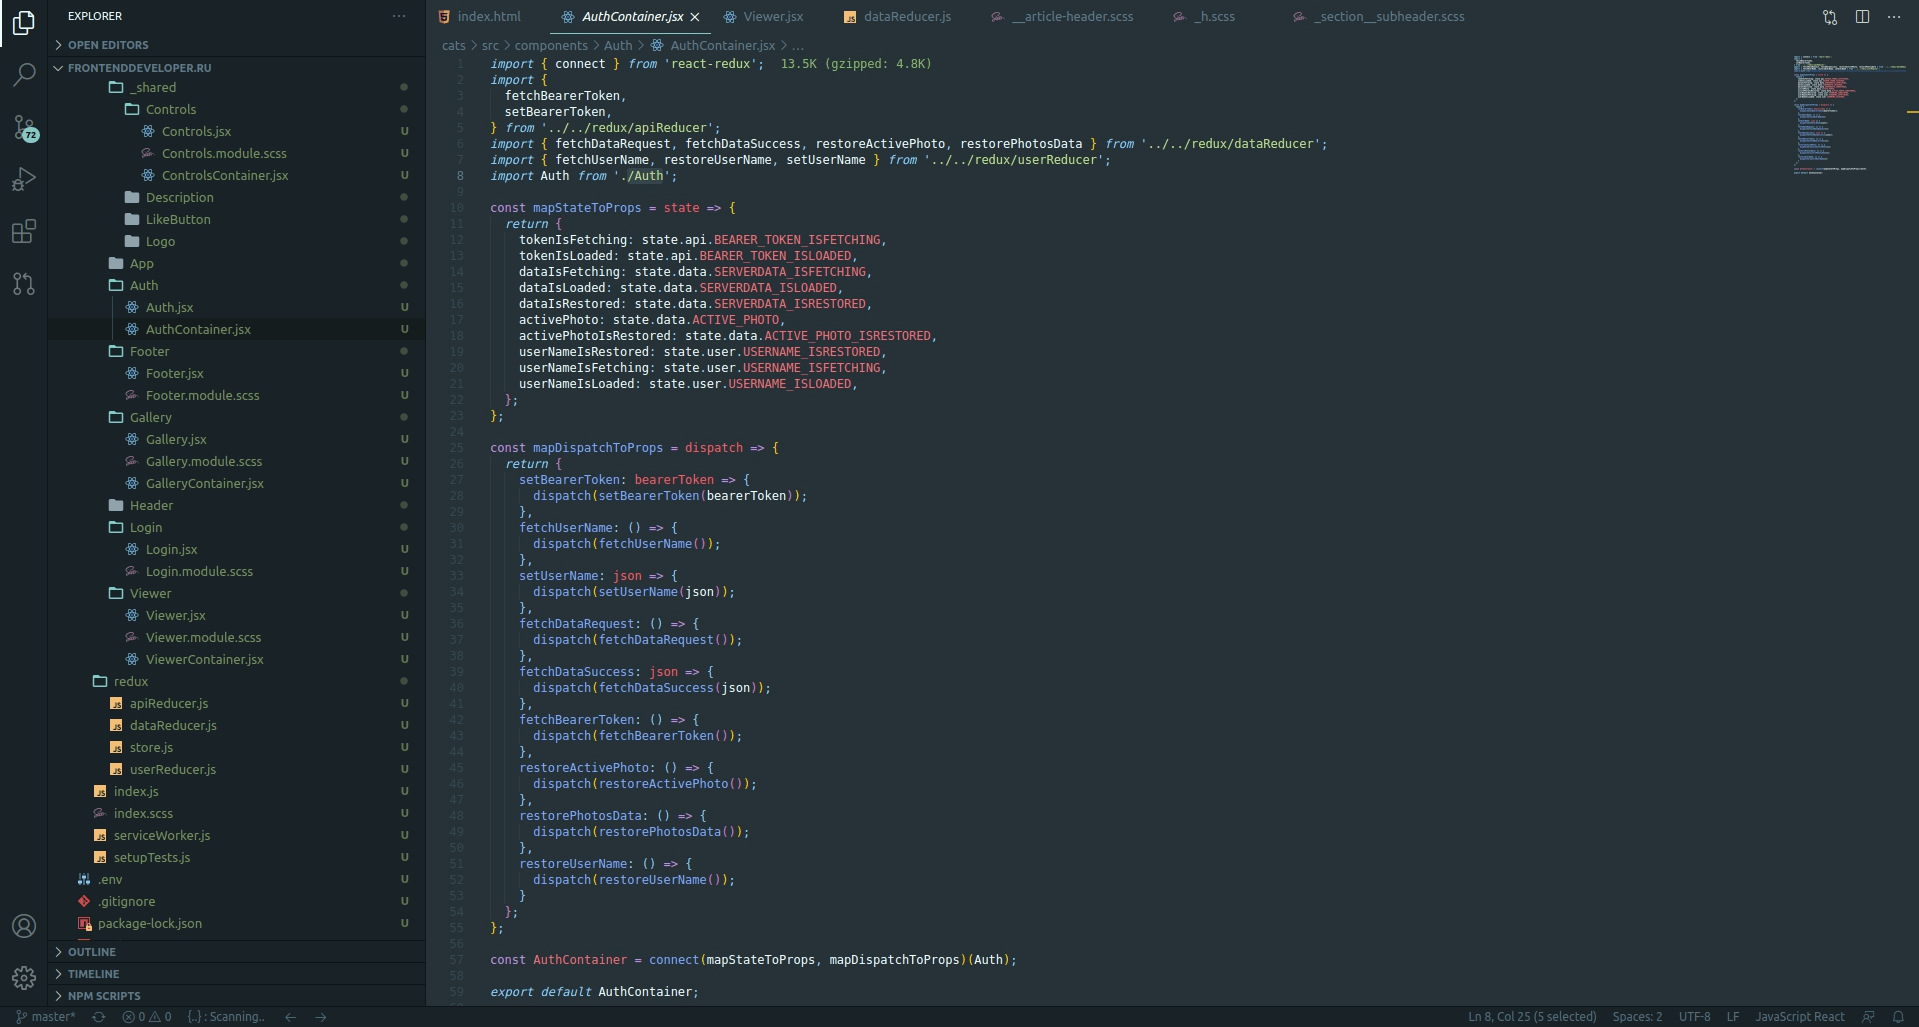 EXPLORER
OPEN EDITORS
FRONTENDDEVELOPER.RU
_shared
Controls
Controls.jsx U
Controls.module.scss U
ControlsContainer.jsx U
Description
LikeButton
Logo
App
Auth
Auth.jsx U
AuthContainer.jsx U
Footer
Footer.jsx U
Footer.module.scss U
Gallery
Gallery.jsx U
Gallery.module.scss U
GalleryContainer.jsx U
Header
Login
Login.jsx U
Login.module.scss U
Viewer
Viewer.jsx U
Viewer.module.scss U
ViewerContainer.jsx U
redux
apiReducer.js U
dataReducer.js U
store.js U
userReducer.js U
index.js U
index.scss U
serviceWorker.js U
setupTests.js U
.env U
.gitignore U
package-lock.json U
OUTLINE
TIMELINE
NPM SCRIPTS
72
index.html AuthContainer.jsx Viewer.jsx dataReducer.js __article-header.scss _h.scss _section__subheader.scss
cats > src > components > Auth > AuthContainer.jsx > ...
1 import { connect } from 'react-redux'; 13.5K (gzipped: 4.8K)
2 import {
3 fetchBearerToken,
4 setBearerToken,
5 } from '../../redux/apiReducer';
6 import { fetchDataRequest, fetchDataSuccess, restoreActivePhoto, restorePhotosData } from '../../redux/dataReducer';
7 import { fetchUserName, restoreUserName, setUserName } from '../../redux/userReducer';
8 import Auth from './Auth';
9
10 const mapStateToProps = state => {
11 return {
12 tokenIsFetching: state.api.BEARER_TOKEN_ISFETCHING,
13 tokenIsLoaded: state.api.BEARER_TOKEN_ISLOADED,
14 dataIsFetching: state.data.SERVERDATA_ISFETCHING,
15 dataIsLoaded: state.data.SERVERDATA_ISLOADED,
16 dataIsRestored: state.data.SERVERDATA_ISRESTORED,
17 activePhoto: state.data.ACTIVE_PHOTO,
18 activePhotoIsRestored: state.data.ACTIVE_PHOTO_ISRESTORED,
19 userNameIsRestored: state.user.USERNAME_ISRESTORED,
20 userNameIsFetching: state.user.USERNAME_ISFETCHING,
21 userNameIsLoaded: state.user.USERNAME_ISLOADED,
22 };
23 };
24
25 const mapDispatchToProps = dispatch => {
26 return {
27 setBearerToken: bearerToken => {
28 dispatch(setBearerToken(bearerToken));
29 },
30 fetchUserName: () => {
31 dispatch(fetchUserName());
32 },
33 setUserName: json => {
34 dispatch(setUserName(json));
35 },
36 fetchDataRequest: () => {
37 dispatch(fetchDataRequest());
38 },
39 fetchDataSuccess: json => {
40 dispatch(fetchDataSuccess(json));
41 },
42 fetchBearerToken: () => {
43 dispatch(fetchBearerToken());
44 },
45 restoreActivePhoto: () => {
46 dispatch(restoreActivePhoto());
47 },
48 restorePhotosData: () => {
49 dispatch(restorePhotosData());
50 },
51 restoreUserName: () => {
52 dispatch(restoreUserName());
53 }
54 };
55 };
56
57 const AuthContainer = connect(mapStateToProps, mapDispatchToProps)(Auth);
58
59 export default AuthContainer;
master* 0 0 {..} : Scanning.. Ln 8, Col 25 (5 selected) Spaces: 2 UTF-8 LF JavaScript React